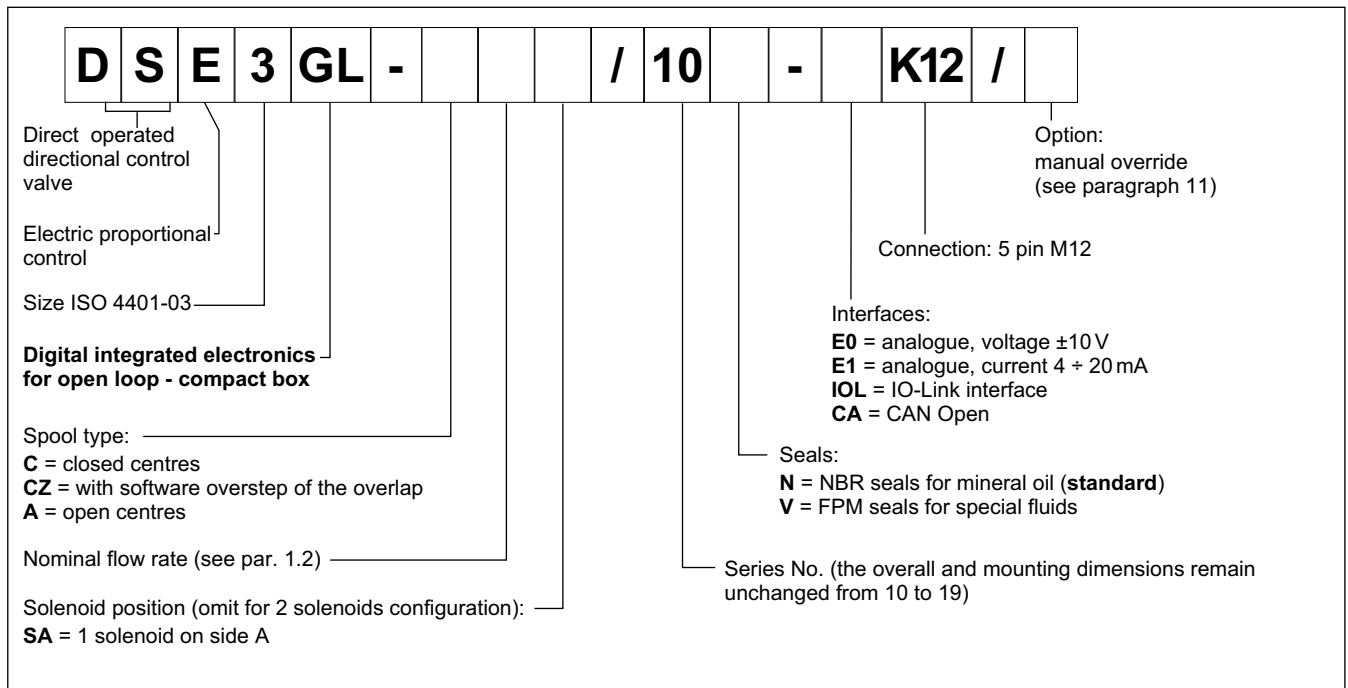 D S E 3 GL - / 10 - K12 /
Direct operated
directional control
valve
Electric proportional
control
Size ISO 4401-03
Digital integrated electronics
for open loop - compact box
Spool type:
C = closed centres
CZ = with software overstep of the overlap
A = open centres
Nominal flow rate (see par. 1.2)
Solenoid position (omit for 2 solenoids configuration):
SA = 1 solenoid on side A
Option:
manual override
(see paragraph 11)
Connection: 5 pin M12
Interfaces:
E0 = analogue, voltage ±10 V
E1 = analogue, current 4 ÷ 20 mA
IOL = IO-Link interface
CA = CAN Open
Seals:
N = NBR seals for mineral oil (standard)
V = FPM seals for special fluids
Series No. (the overall and mounting dimensions remain
unchanged from 10 to 19)